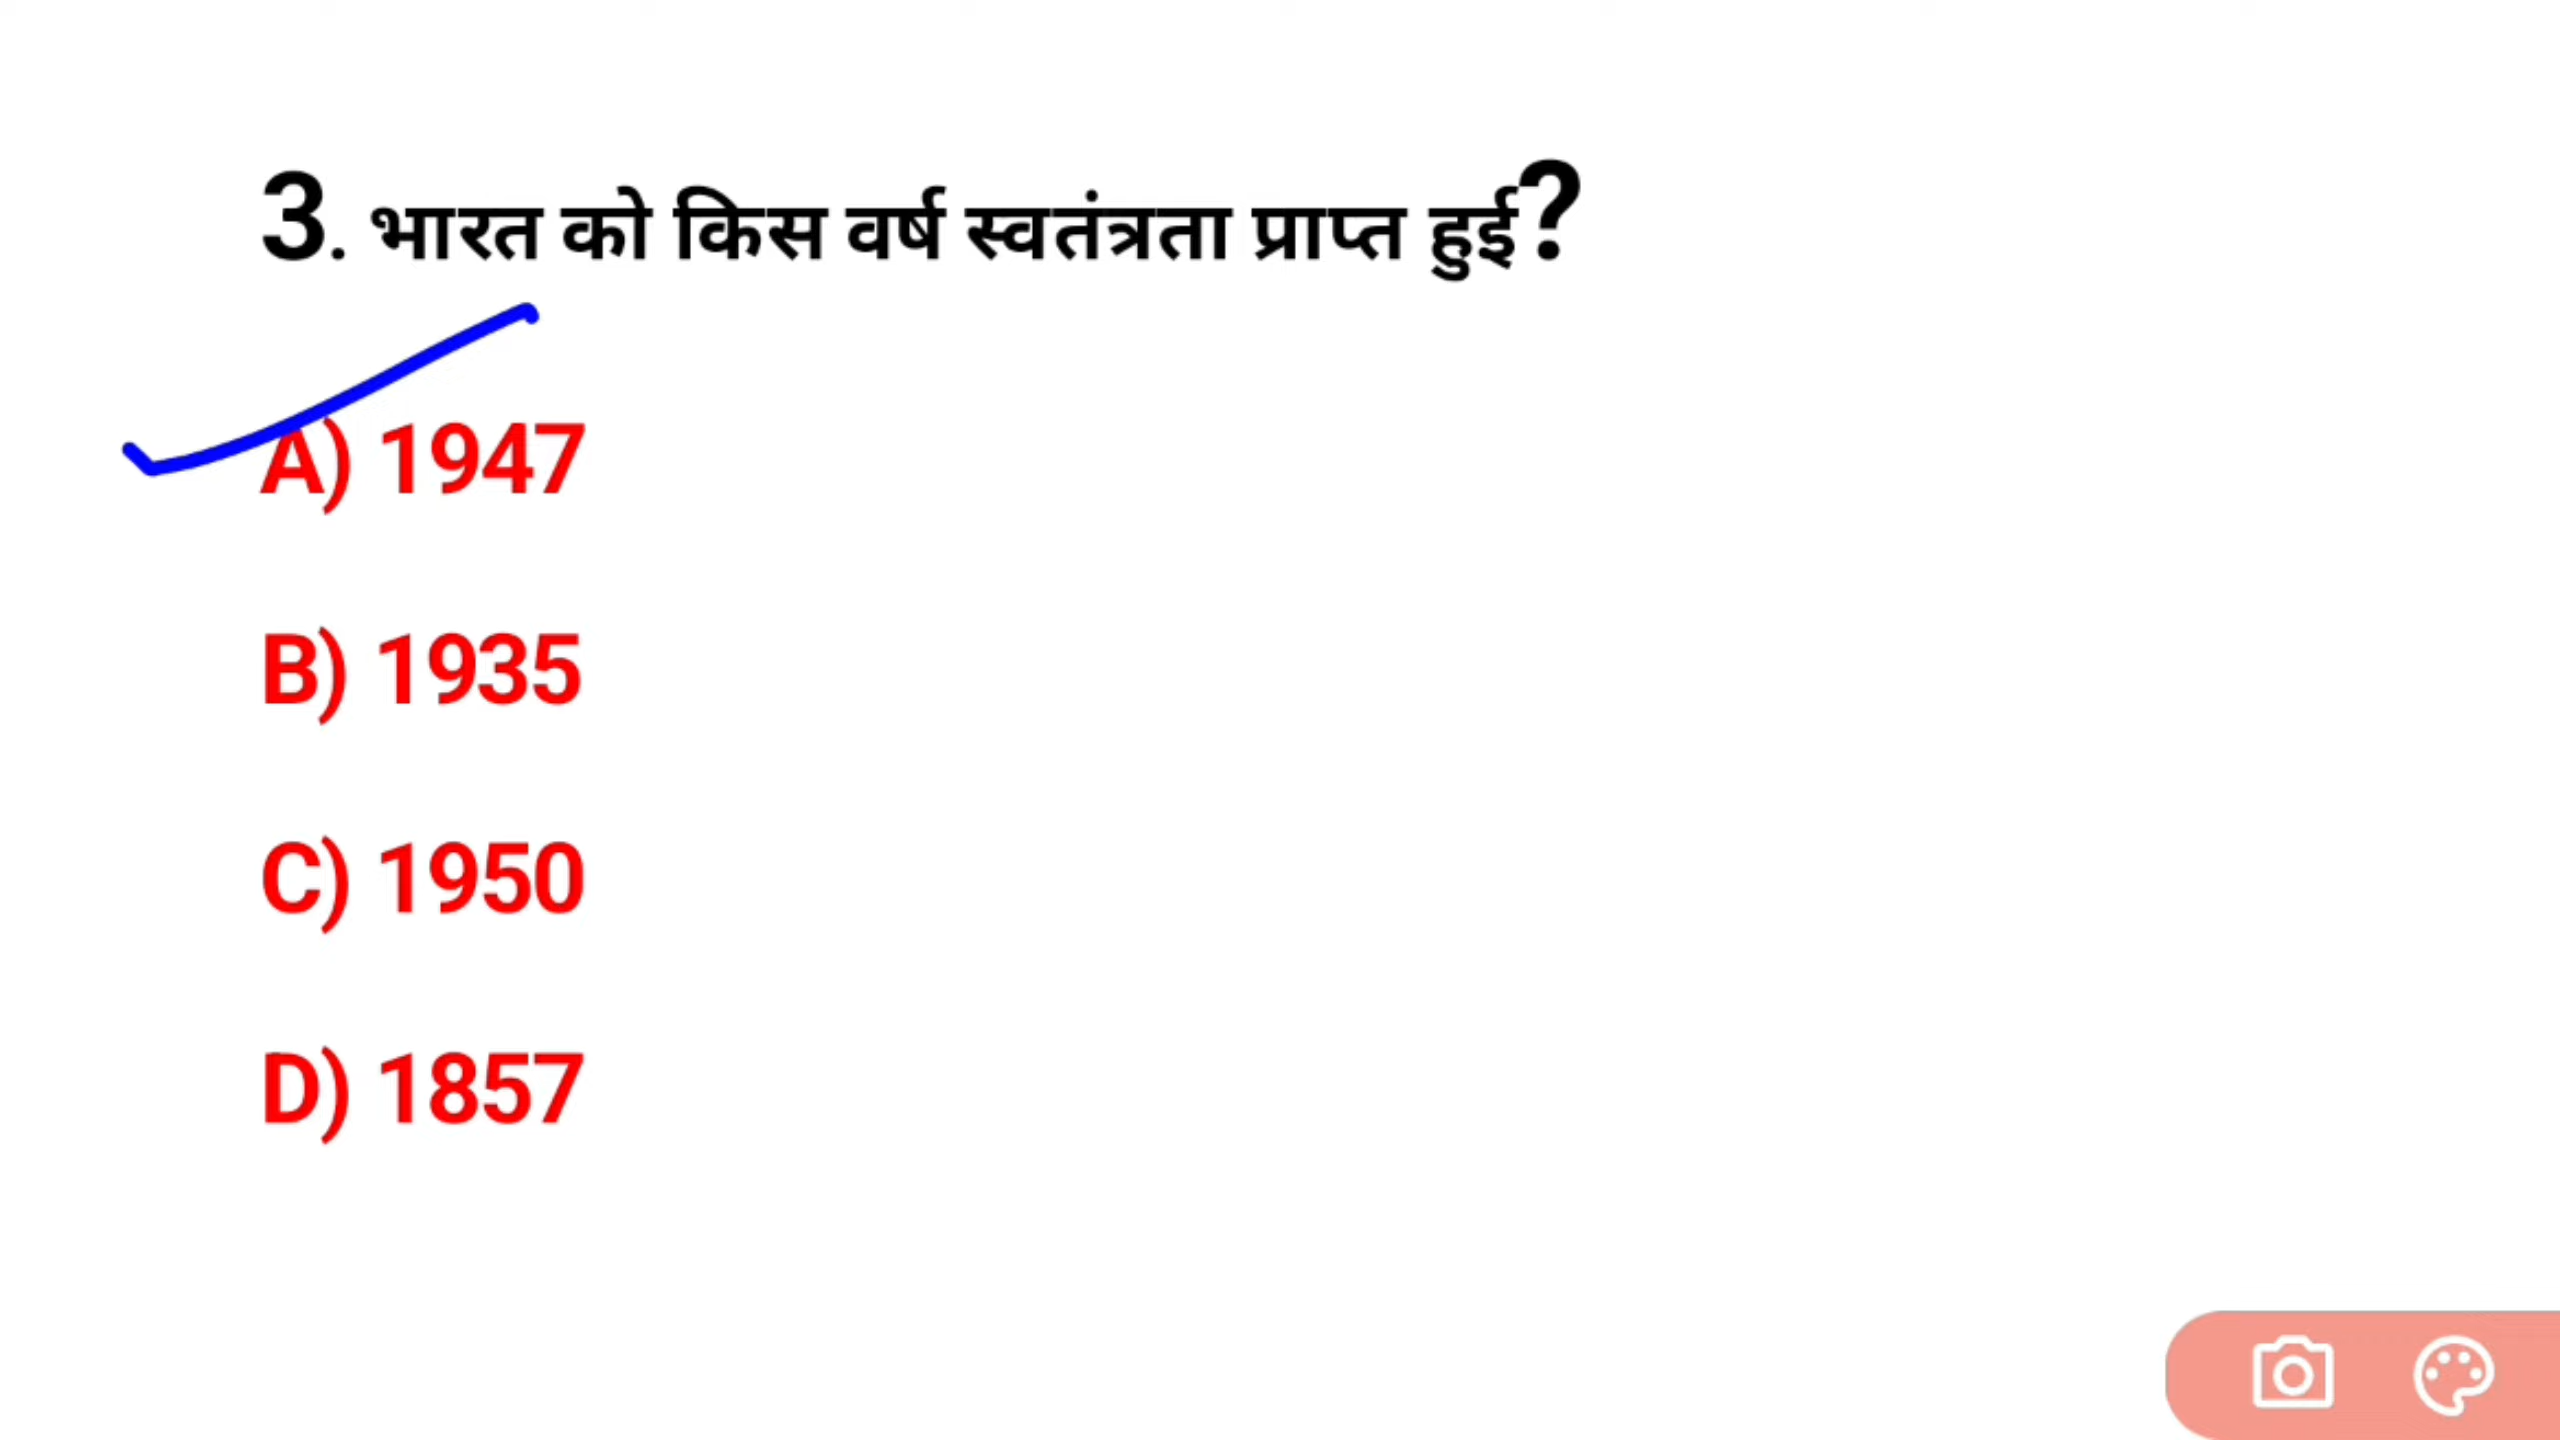 3. भारत को किस वर्ष स्वतंत्रता प्राप्त हुई?
A) 1947
B) 1935
C) 1950
D) 1857